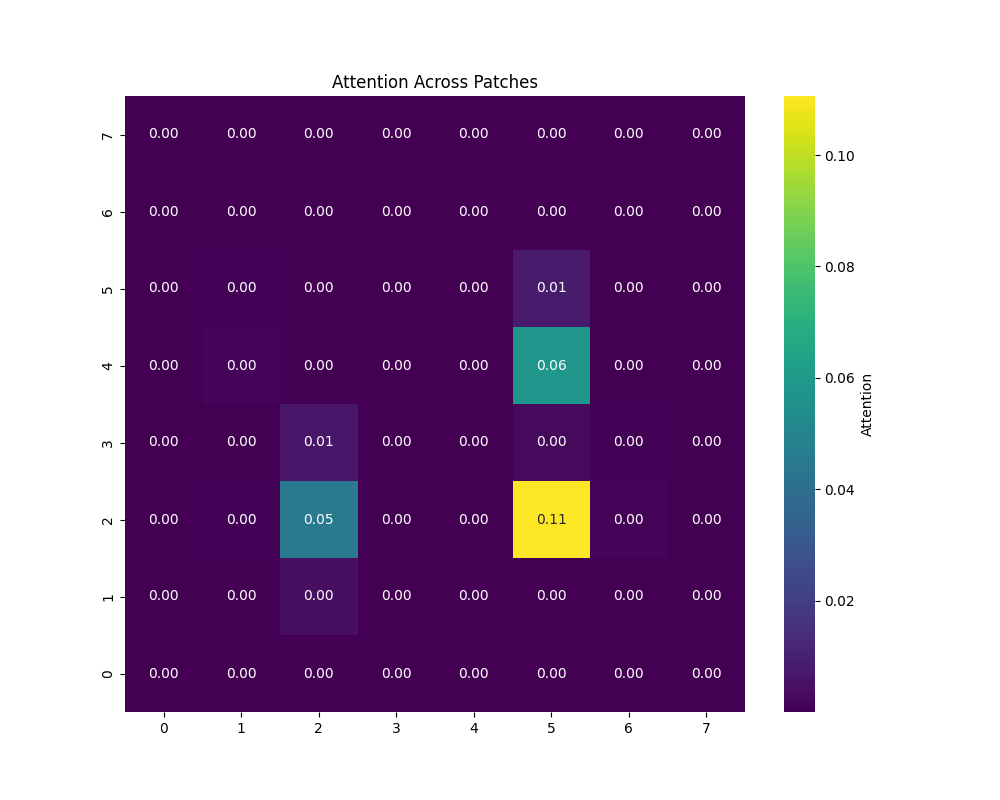 Attention Across Patches
7 0.00 0.00 0.00 0.00 0.00 0.00 0.00 0.00
6 0.00 0.00 0.00 0.00 0.00 0.00 0.00 0.00
5 0.00 0.00 0.00 0.00 0.00 0.01 0.00 0.00
4 0.00 0.00 0.00 0.00 0.00 0.06 0.00 0.00
3 0.00 0.00 0.01 0.00 0.00 0.00 0.00 0.00
2 0.00 0.00 0.05 0.00 0.00 0.11 0.00 0.00
1 0.00 0.00 0.00 0.00 0.00 0.00 0.00 0.00
0 0.00 0.00 0.00 0.00 0.00 0.00 0.00 0.00
0 1 2 3 4 5 6 7
0.10
0.08
0.06
0.04
0.02
Attention